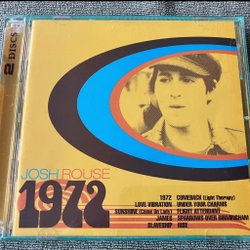 2 DISCS
JOSH ROUSE
1972
1972 COMEBACK (Light Therapy)
LOVE VIBRATION UNDER YOUR CHARMS
SUNSHINE (Come On Lady) FLIGHT ATTENDANT
JAMES SPARROWS OVER BIRMINGHAM
SLAVESHIP RISE